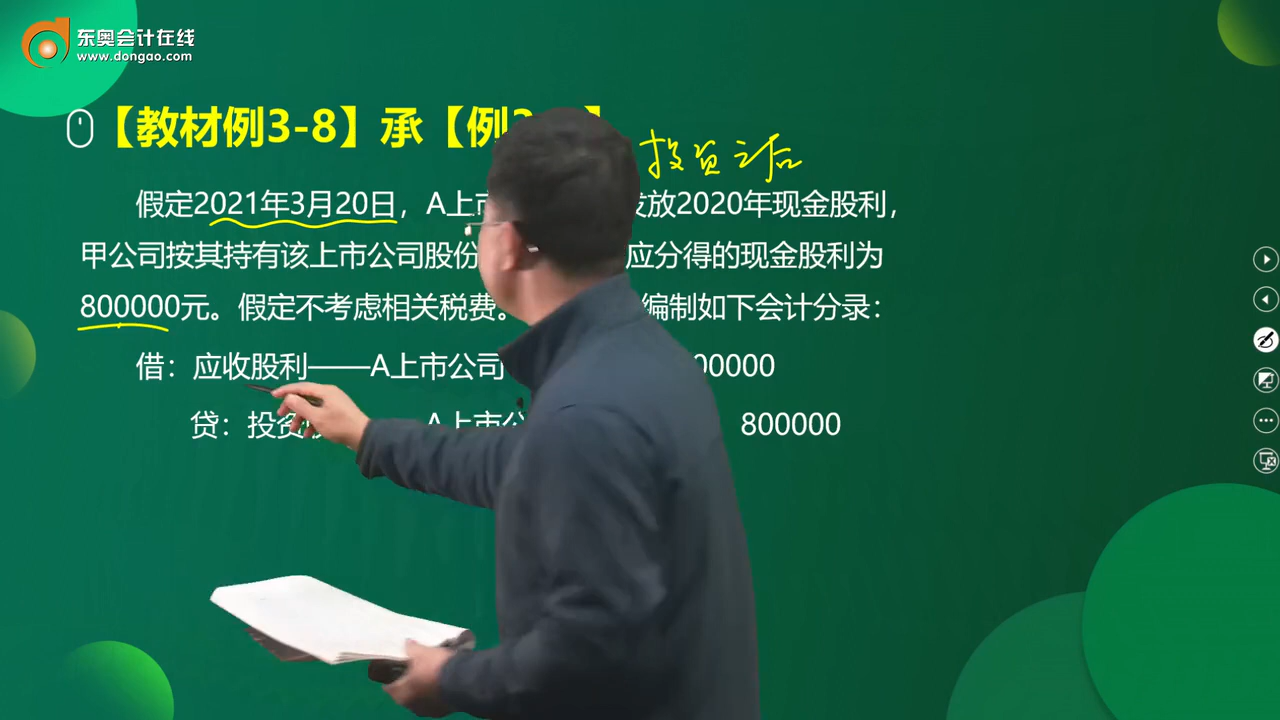 东奥会计在线
www.dongao.com
【教材例3-8】承【例3
投资之后
假定2021年3月20日，A上市 发放2020年现金股利，
甲公司按其持有该上市公司股份 应分得的现金股利为
800000元。假定不考虑相关税费。 编制如下会计分录：
借：应收股利——A上市公司 00000
贷：投资 A上市公 800000